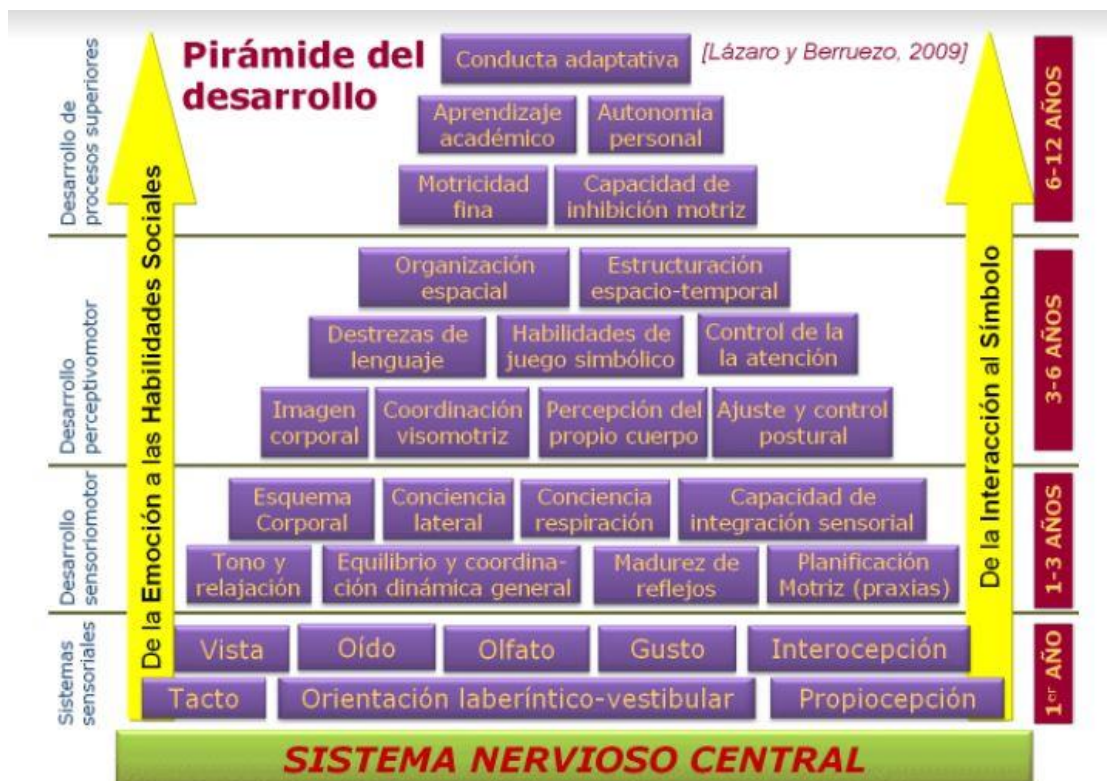 Pirámide del
desarrollo
[Lázaro y Berruezo, 2009]
Conducta adaptativa
Aprendizaje
académico
Autonomía
personal
Motricidad
fina
Capacidad de
inhibición motriz
Desarrollo de
procesos superiores
6-12 AÑOS
Organización
espacial
Estructuración
espacio-temporal
Destrezas de
lenguaje
Habilidades de
juego simbólico
Control de la
la atención
Imagen
corporal
Coordinación
visomotriz
Percepción del
propio cuerpo
Ajuste y control
postural
Desarrollo
perceptivomotor
3-6 AÑOS
Esquema
Corporal
Conciencia
lateral
Conciencia
respiración
Capacidad de
integración sensorial
Tono y
relajación
Equilibrio y coordina-
ción dinámica general
Madurez de
reflejos
Planificación
Motriz (praxias)
Desarrollo
sensoriomotor
1-3 AÑOS
Vista
Oído
Olfato
Gusto
Interocepción
Tacto
Orientación laberíntico-vestibular
Propiocepción
Sistemas
sensoriales
1er AÑO
De la Emoción a las Habilidades Sociales
De la Interacción al Símbolo
SISTEMA NERVIOSO CENTRAL